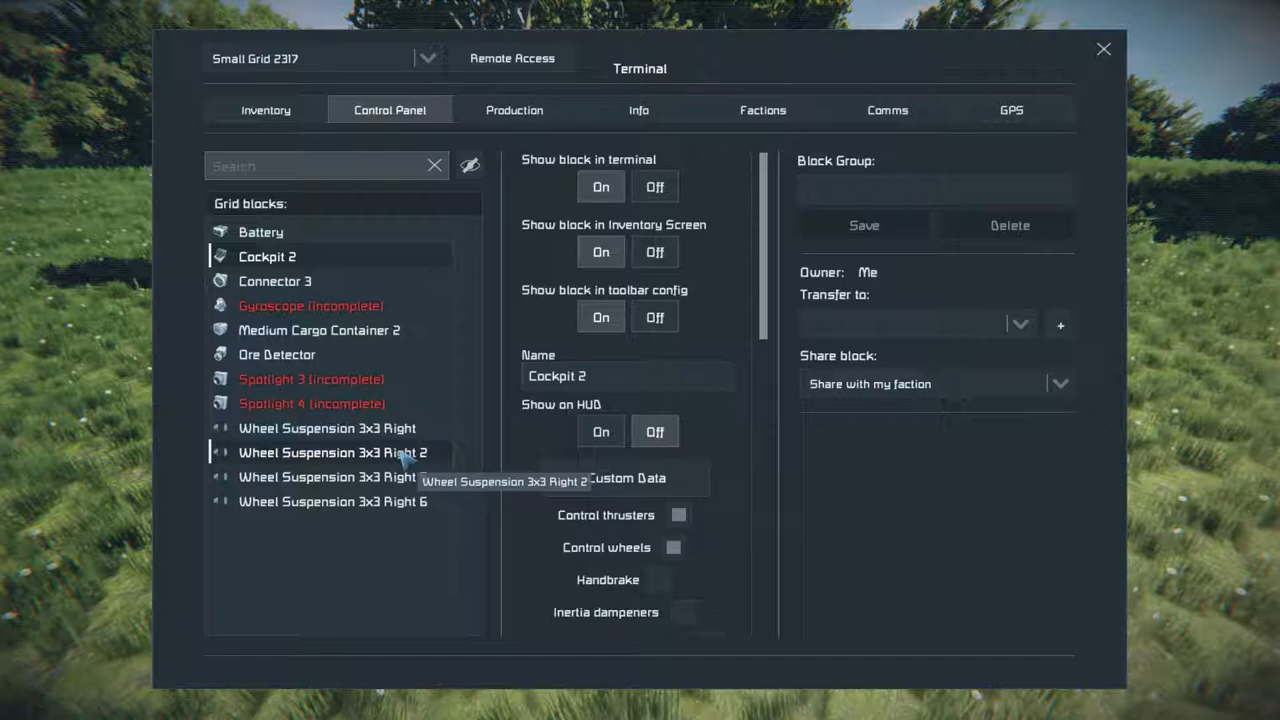 Small Grid 2317
Remote Access
Terminal
Inventory
Control Panel
Production
Info
Factions
Comms
GPS
Search
Grid blocks:
Battery
Cockpit 2
Connector 3
Gyroscope (incomplete)
Medium Cargo Container 2
Ore Detector
Spotlight 3 (incomplete)
Spotlight 4 (incomplete)
Wheel Suspension 3x3 Right
Wheel Suspension 3x3 Right 2
Wheel Suspension 3x3 Right
Wheel Suspension 3x3 Right 6
Wheel Suspension 3x3 Right 2
Show block in terminal
On Off
Show block in Inventory Screen
On Off
Show block in toolbar config
On Off
Name
Cockpit 2
Show on HUD
On Off
Custom Data
Control thrusters
Control wheels
Handbrake
Inertia dampeners
Block Group:
Save Delete
Owner: Me
Transfer to:
+
Share block:
Share with my faction